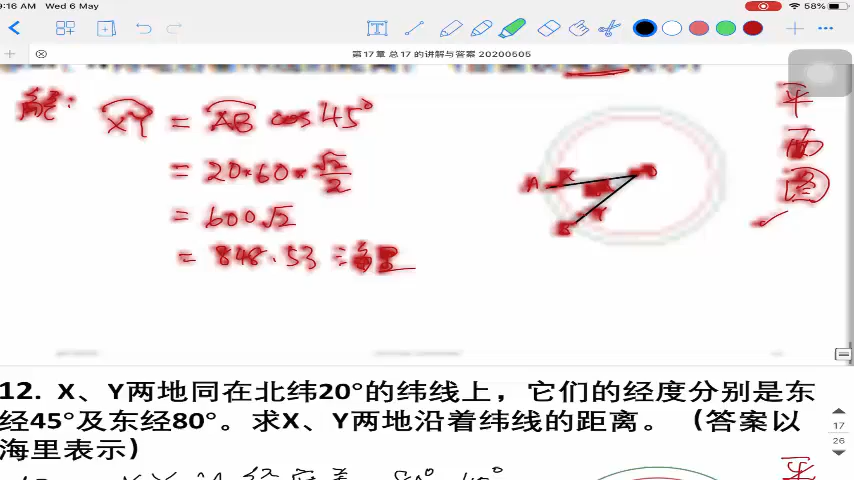 9:16 AM Wed 6 May
58%
第17章 总17 的讲解与答案 20200505
解: XY = AB cos 45°
= 20·60·√2/2
= 600√2
= 848.53 海里
A X O
B Y
平面图
12. X、Y两地同在北纬20°的纬线上，它们的经度分别是东
经45°及东经80°。求X、Y两地沿着纬线的距离。（答案以
海里表示）
17
26